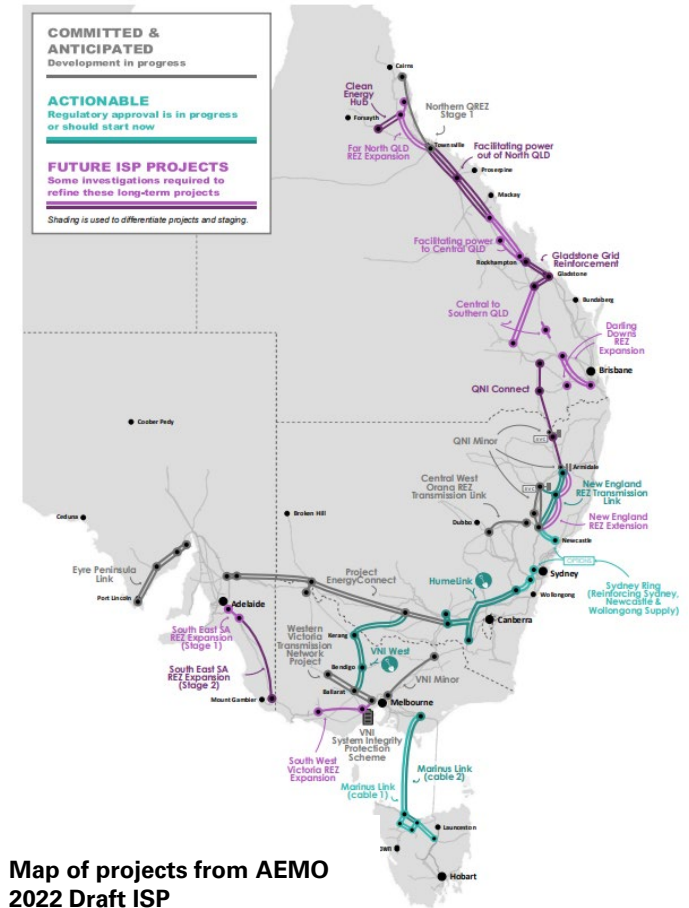 COMMITTED &
ANTICIPATED
Development in progress
ACTIONABLE
Regulatory approval is in progress
or should start now
FUTURE ISP PROJECTS
Some investigations required to
refine these long-term projects
Shading is used to differentiate projects and staging.
Cairns
Clean
Energy
Hub
Forsayth
Northern QREZ
Stage 1
Far North QLD
REZ Expansion
Townsville
Facilitating power
out of North QLD
Proserpine
Mackay
Facilitating power
to Central QLD
Rockhampton
Gladstone Grid
Reinforcement
Gladstone
Bundeberg
Central to
Southern QLD
Darling
Downs
REZ
Expansion
Brisbane
QNI Connect
Coober Pedy
QNI Minor
Armidale
Central West
Orana REZ
Transmission Link
New England
REZ Transmission
Link
New England
REZ Extension
Ceduna
Broken Hill
Dubbo
Newcastle
OPTIONS
Eyre Peninsula
Link
Port Lincoln
Project
EnergyConnect
HumeLink
Sydney
Wollongong
Sydney Ring
(Reinforcing Sydney,
Newcastle &
Wollongong Supply)
Adelaide
Canberra
South East SA
REZ Expansion
(Stage 1)
Western
Victoria
Transmission
Network
Project
Kerang
VNI West
South East SA
REZ Expansion
(Stage 2)
Bendigo
VNI Minor
Mount Gambier
Ballarat
Melbourne
VNI
System Integrity
Protection
Scheme
South West
Victoria REZ
Expansion
Marinus Link
(cable 2)
Marinus Link
(cable 1)
Launceston
Hobart
Map of projects from AEMO
2022 Draft ISP